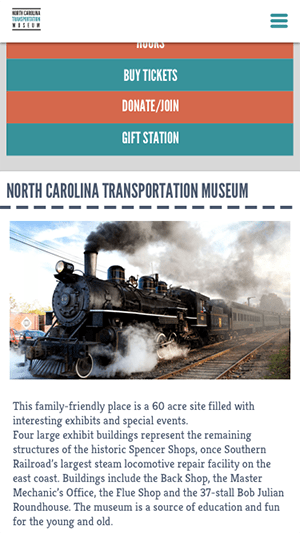 NORTH CAROLINA
TRANSPORTATION
MUSEUM
HOURS
BUY TICKETS
DONATE/JOIN
GIFT STATION
NORTH CAROLINA TRANSPORTATION MUSEUM
This family-friendly place is a 60 acre site filled with
interesting exhibits and special events.
Four large exhibit buildings represent the remaining
structures of the historic Spencer Shops, once Southern
Railroad's largest steam locomotive repair facility on the
east coast. Buildings include the Back Shop, the Master
Mechanic's Office, the Flue Shop and the 37-stall Bob Julian
Roundhouse. The museum is a source of education and fun
for the young and old.